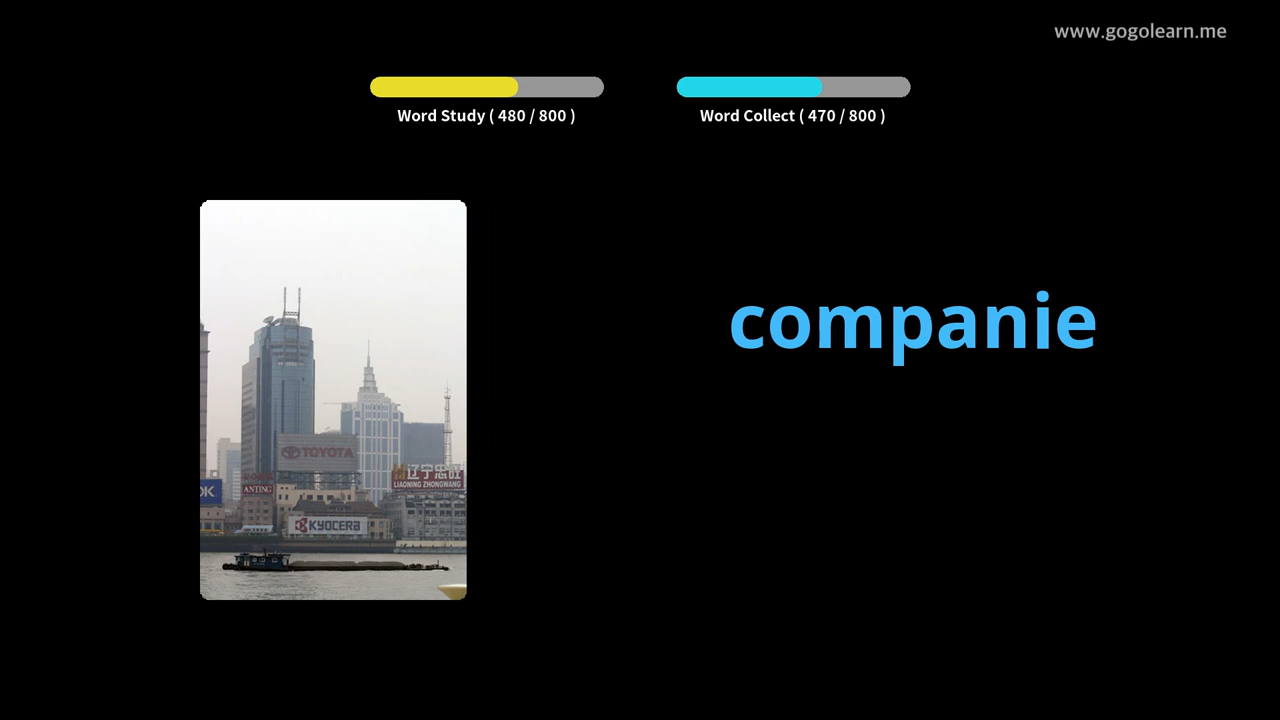 www.gogolearn.me
Word Study ( 480 / 800 )
Word Collect ( 470 / 800 )
companie
TOYOTA
辽宁忠旺
LIAONING ZHONGWANG
OK
ANTING
KYOCERA